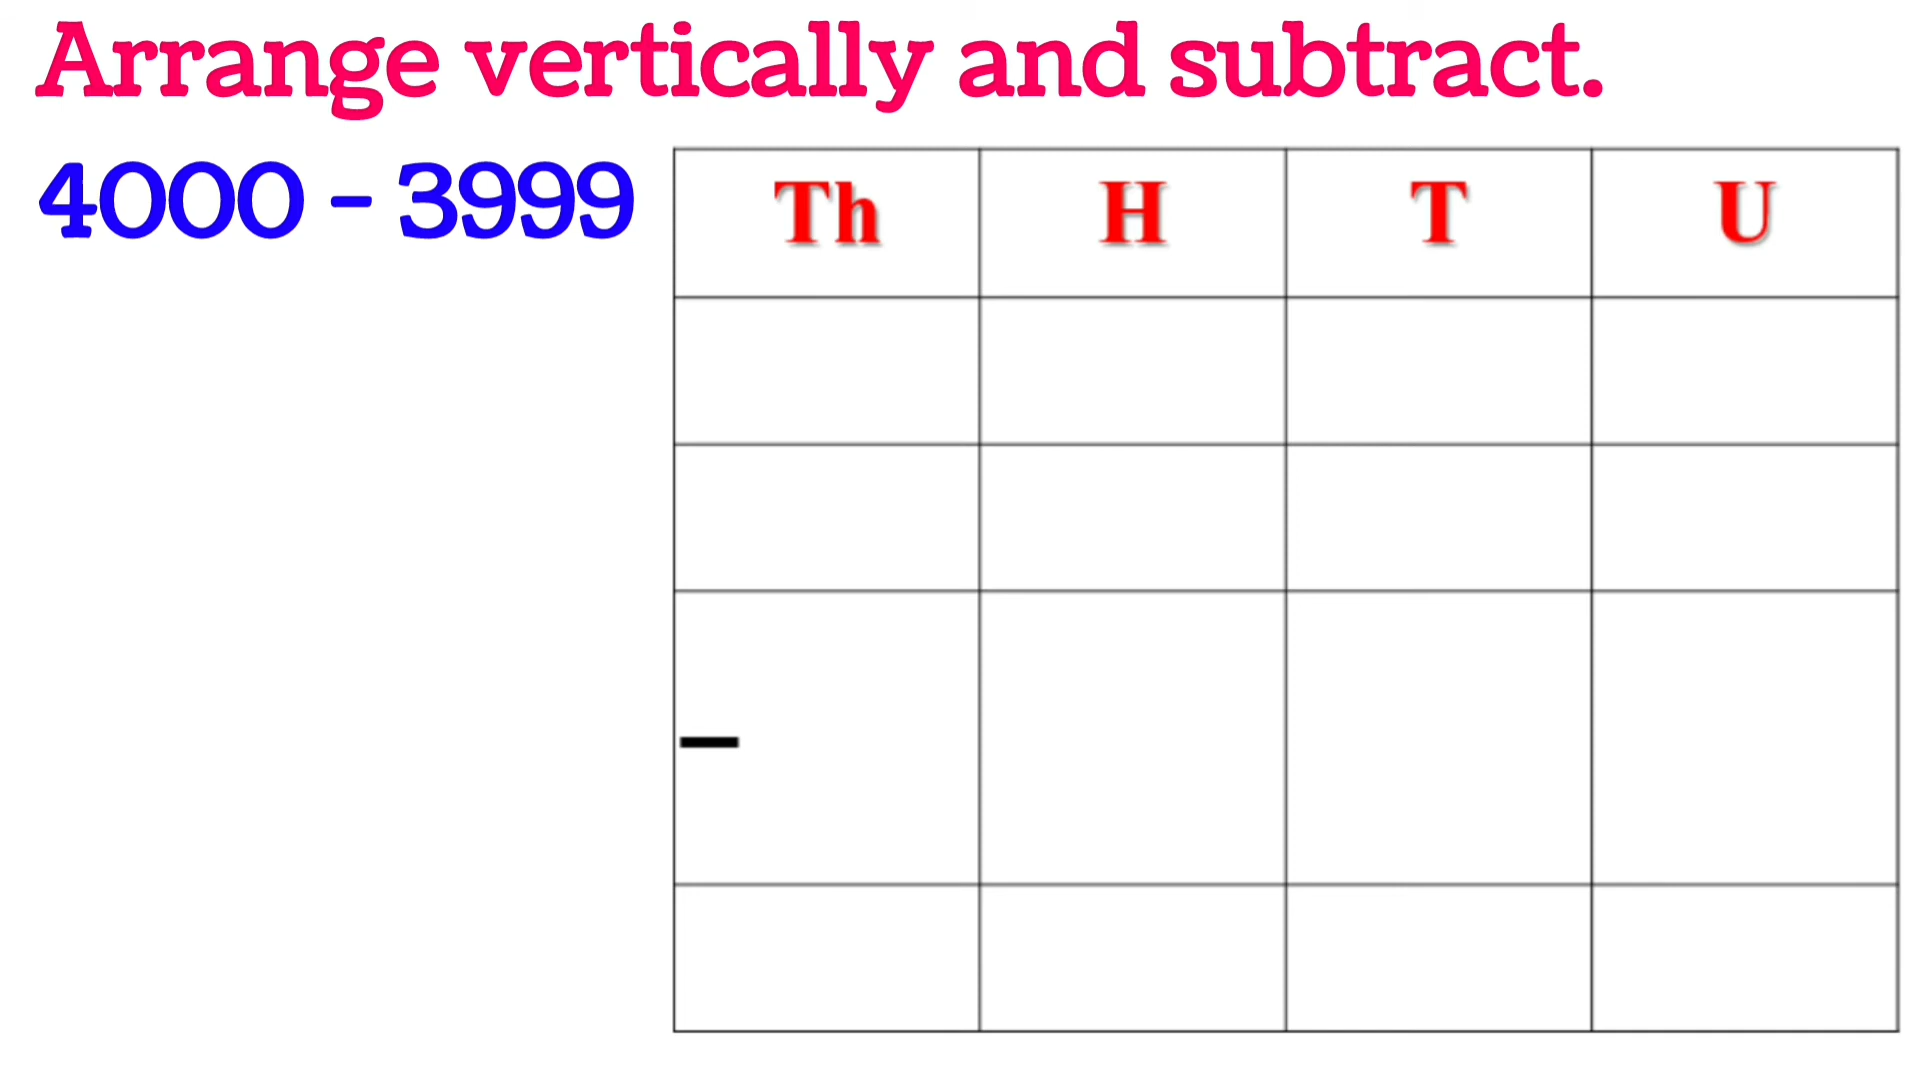 Arrange vertically and subtract.
4000 - 3999
Th H T U
-